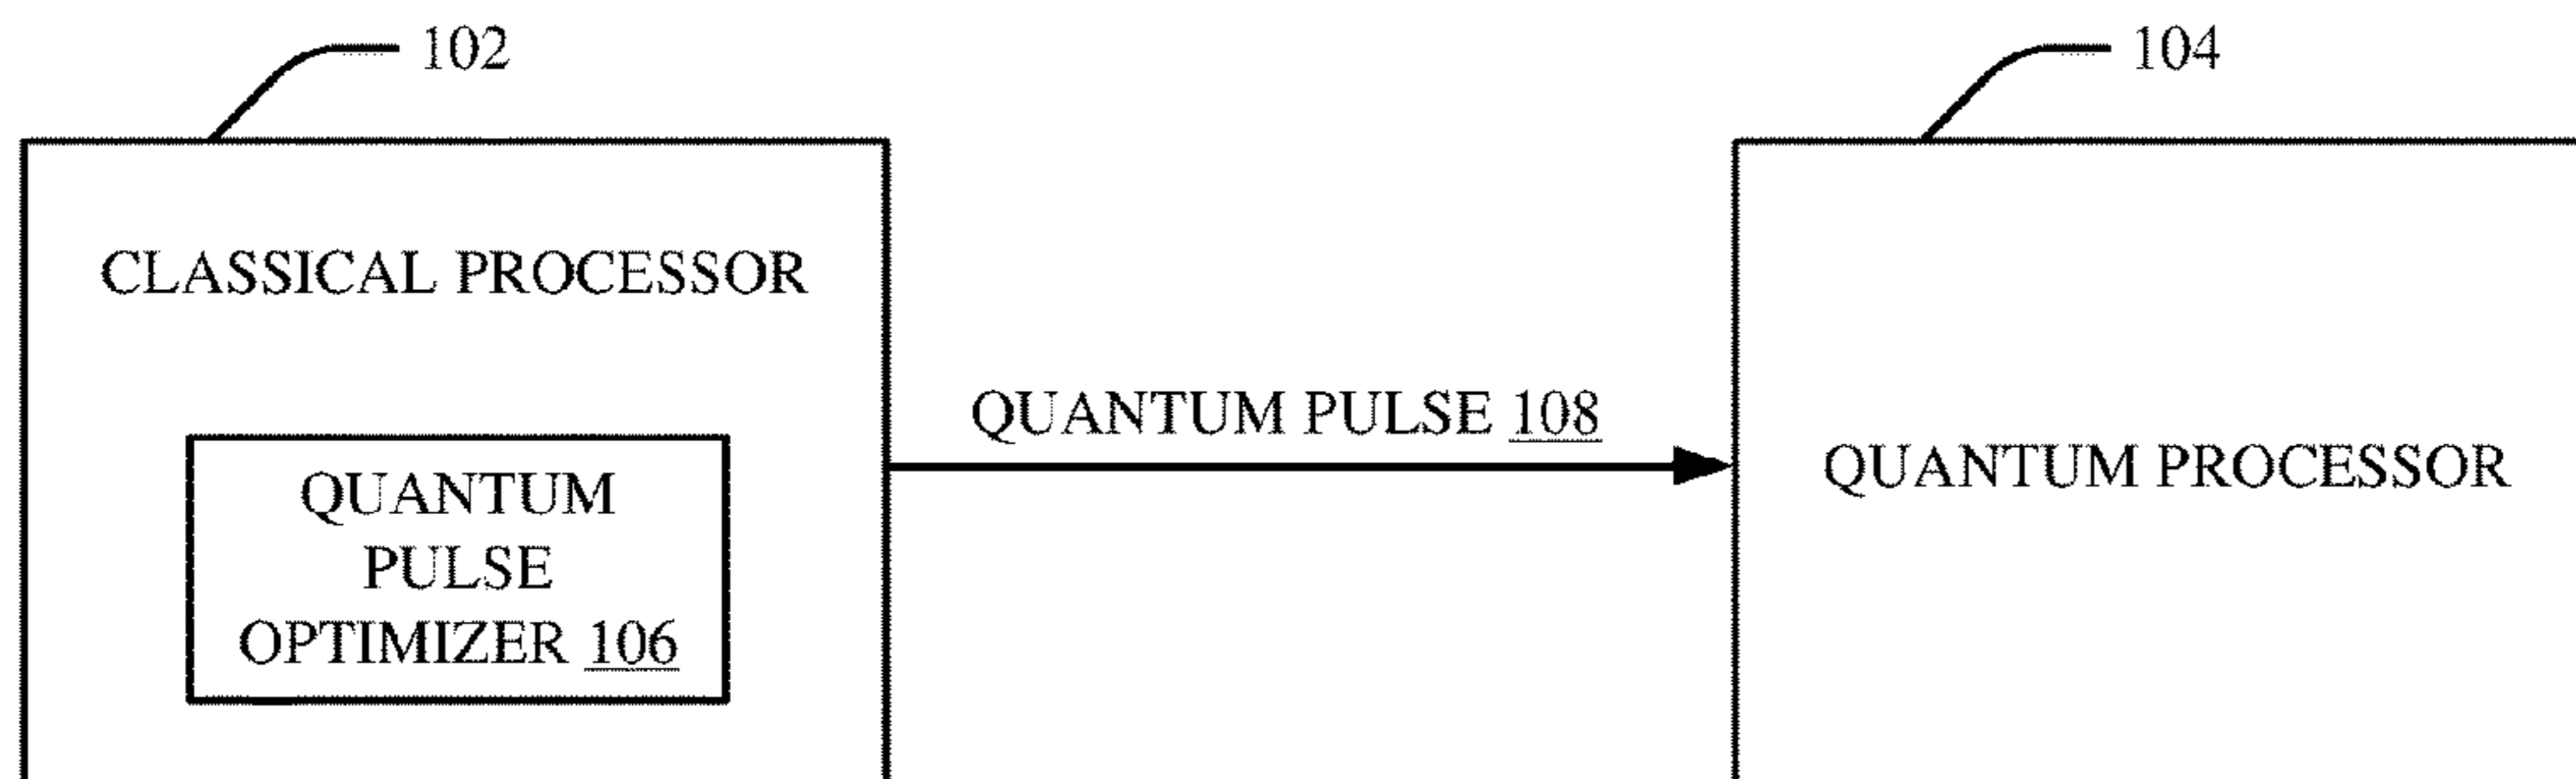 102
104
CLASSICAL PROCESSOR
QUANTUM PULSE 108
QUANTUM PROCESSOR
QUANTUM
PULSE
OPTIMIZER 106